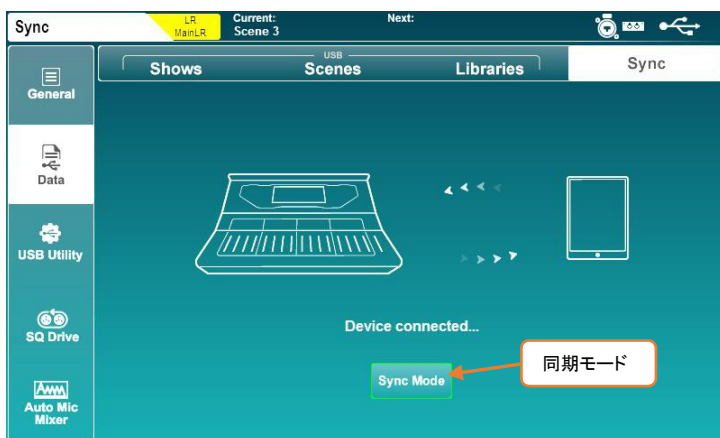 Sync
LR
MainLR
Current:
Scene 3
Next:
General
Data
USB Utility
SQ Drive
Auto Mic
Mixer
USB
Shows
Scenes
Libraries
Sync
Device connected...
Sync Mode
同期モード